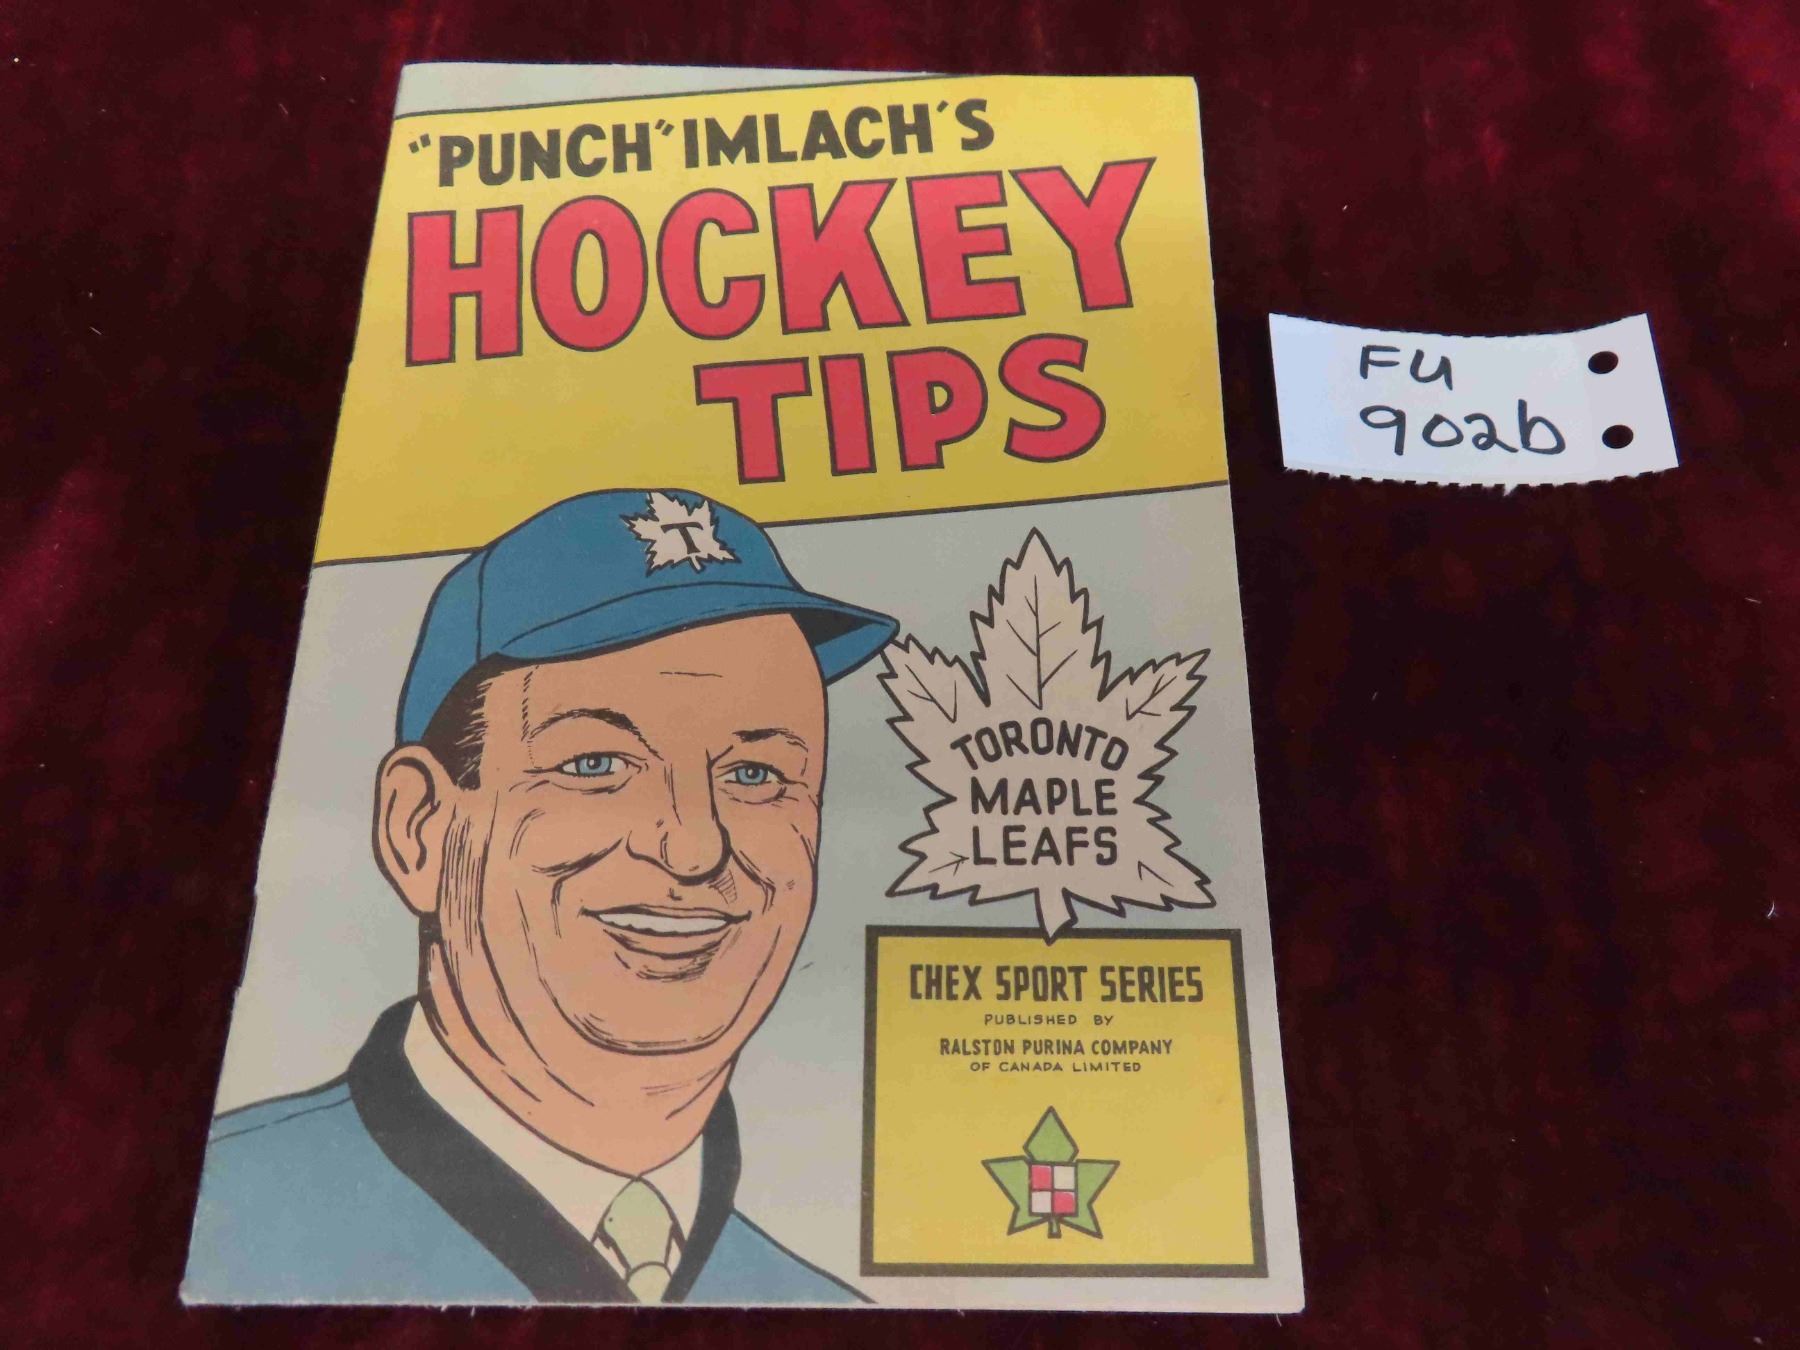 "PUNCH" IMLACH'S
HOCKEY
TIPS
T
TORONTO
MAPLE
LEAFS
CHEX SPORT SERIES
PUBLISHED BY
RALSTON PURINA COMPANY
OF CANADA LIMITED
FU
902b